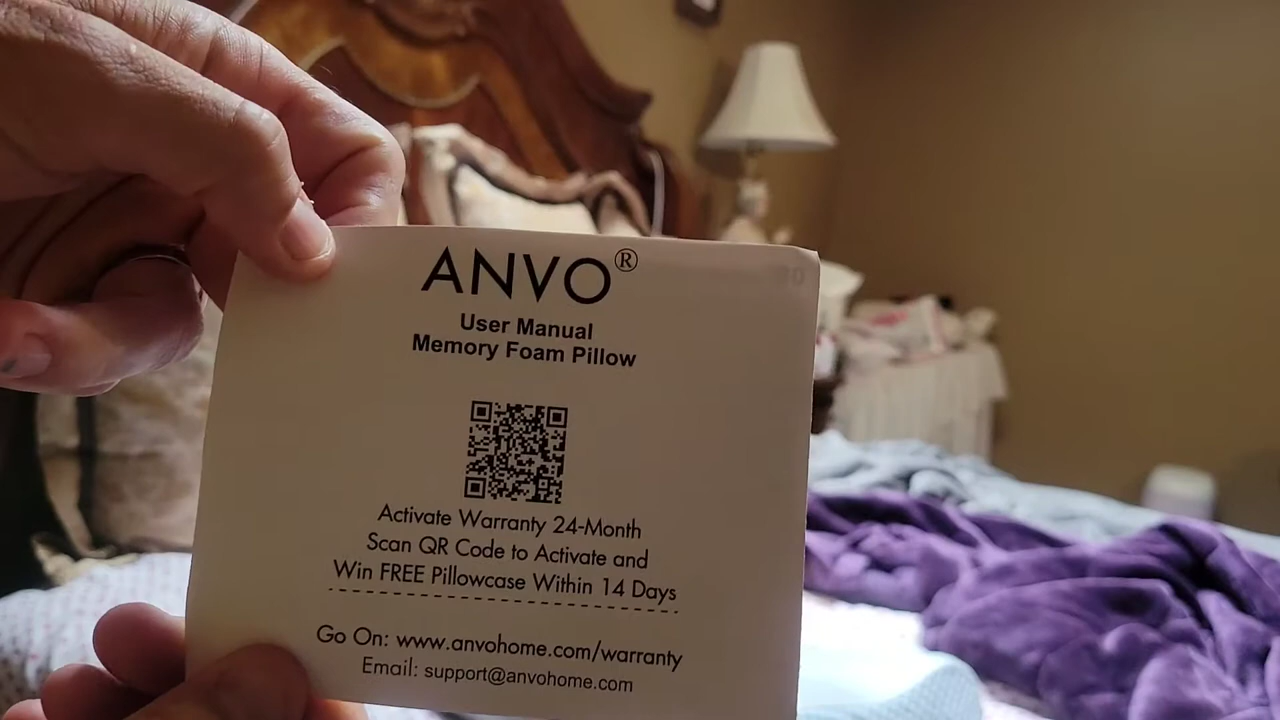 ANVO®
User Manual
Memory Foam Pillow
Activate Warranty 24-Month
Scan QR Code to Activate and
Win FREE Pillowcase Within 14 Days
Go On: www.anvohome.com/warranty
Email: support@anvohome.com